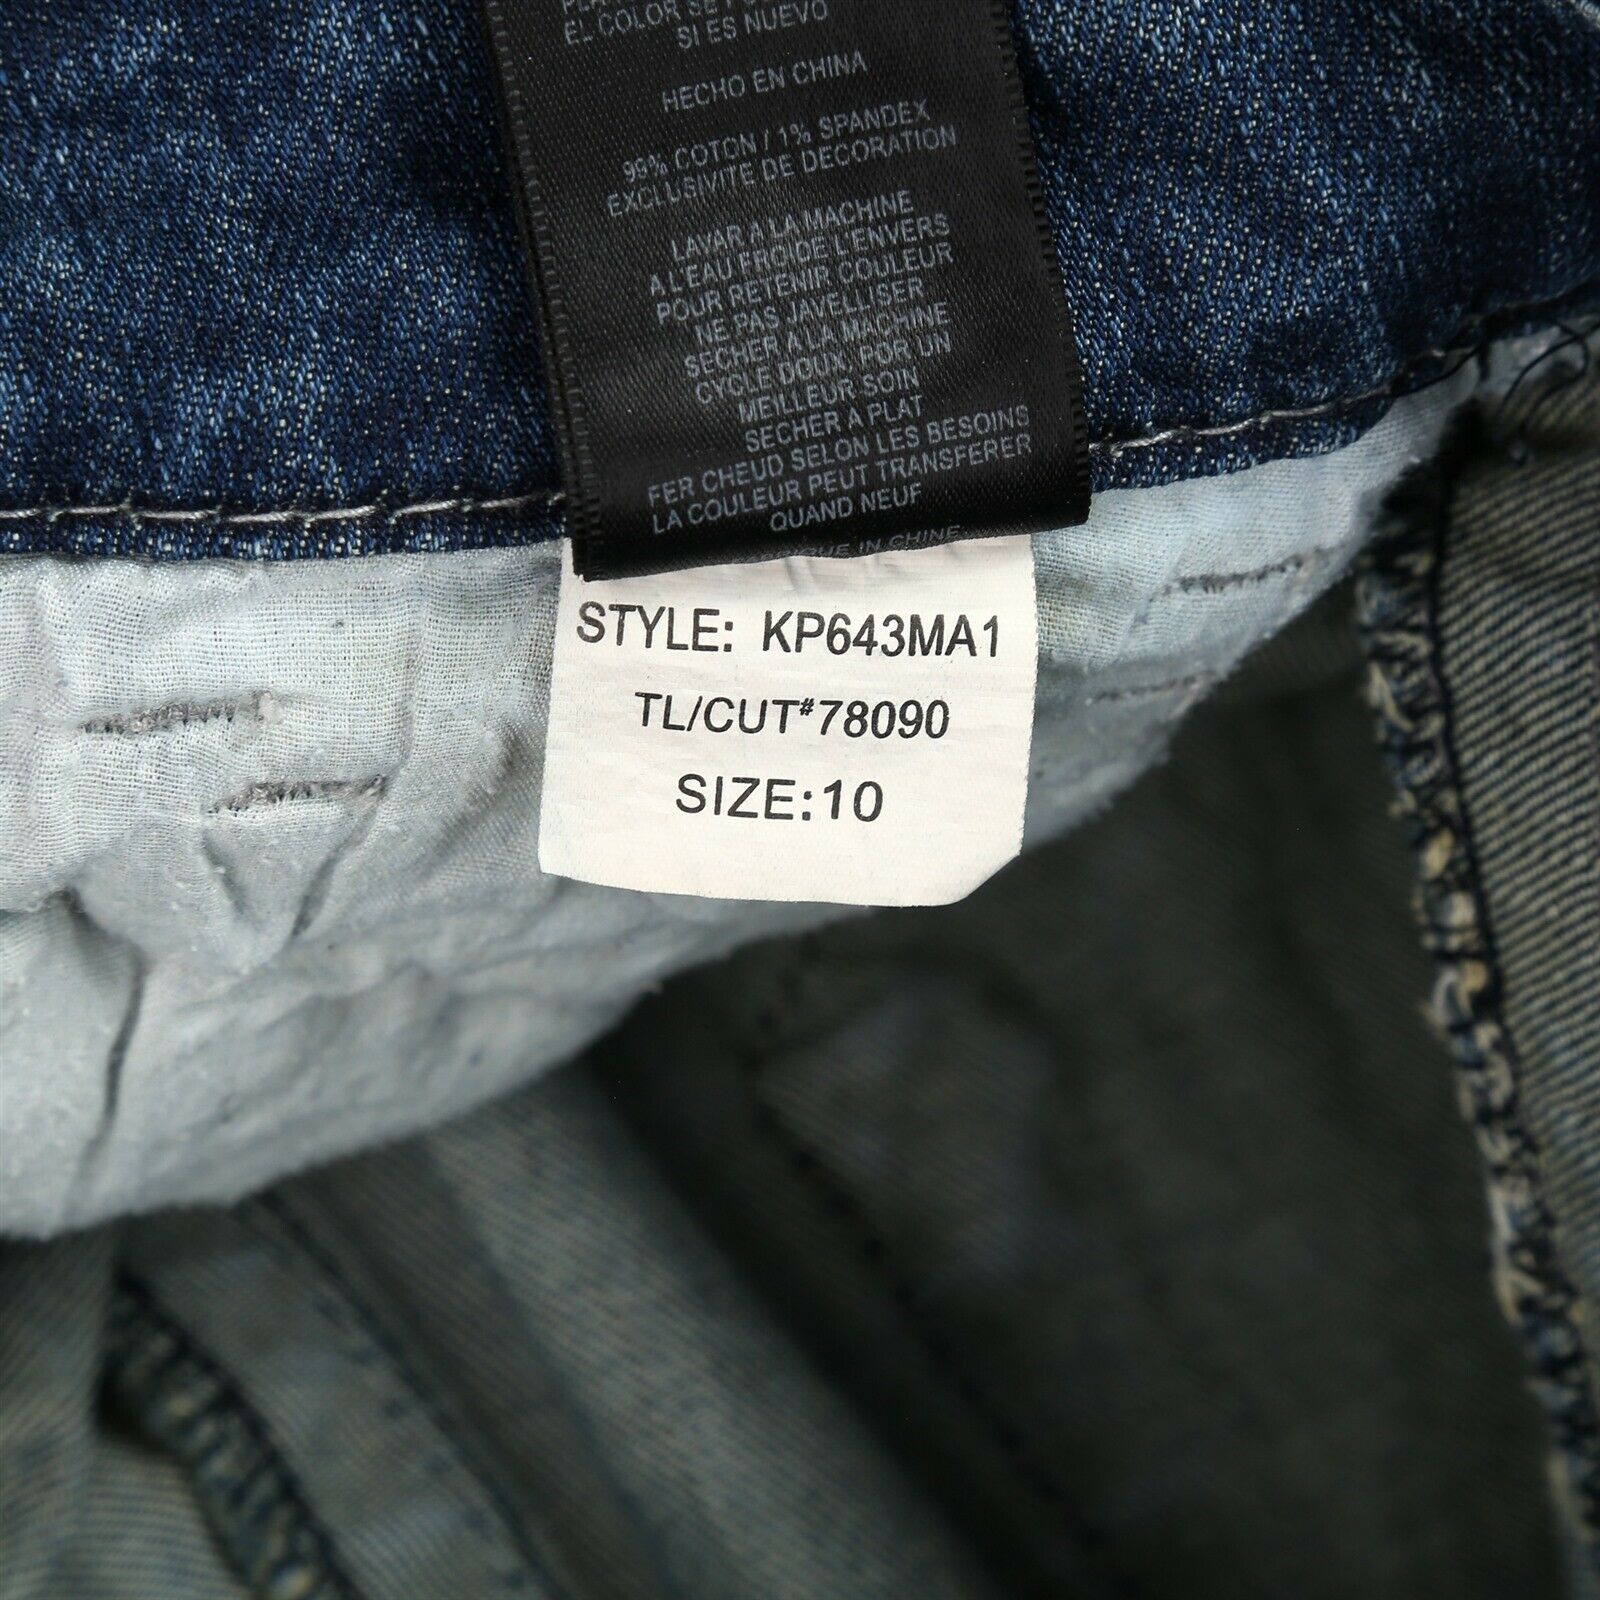 EL COLOR SE
SI ES NUEVO
HECHO EN CHINA
99% COTON / 1% SPANDEX
EXCLUSIVITE DE DECORATION
LAVAR A LA MACHINE
A L'EAU FROIDE L'ENVERS
POUR RETENIR COULEUR
NE PAS JAVELLISER
SECHER A LA MACHINE
CYCLE DOUX, POR UN
MEILLEUR SOIN
SECHER A PLAT
FER CHEUD SELON LES BESOINS
LA COULEUR PEUT TRANSFERER
QUAND NEUF
IN CHINE
STYLE: KP643MA1
TL/CUT#78090
SIZE:10